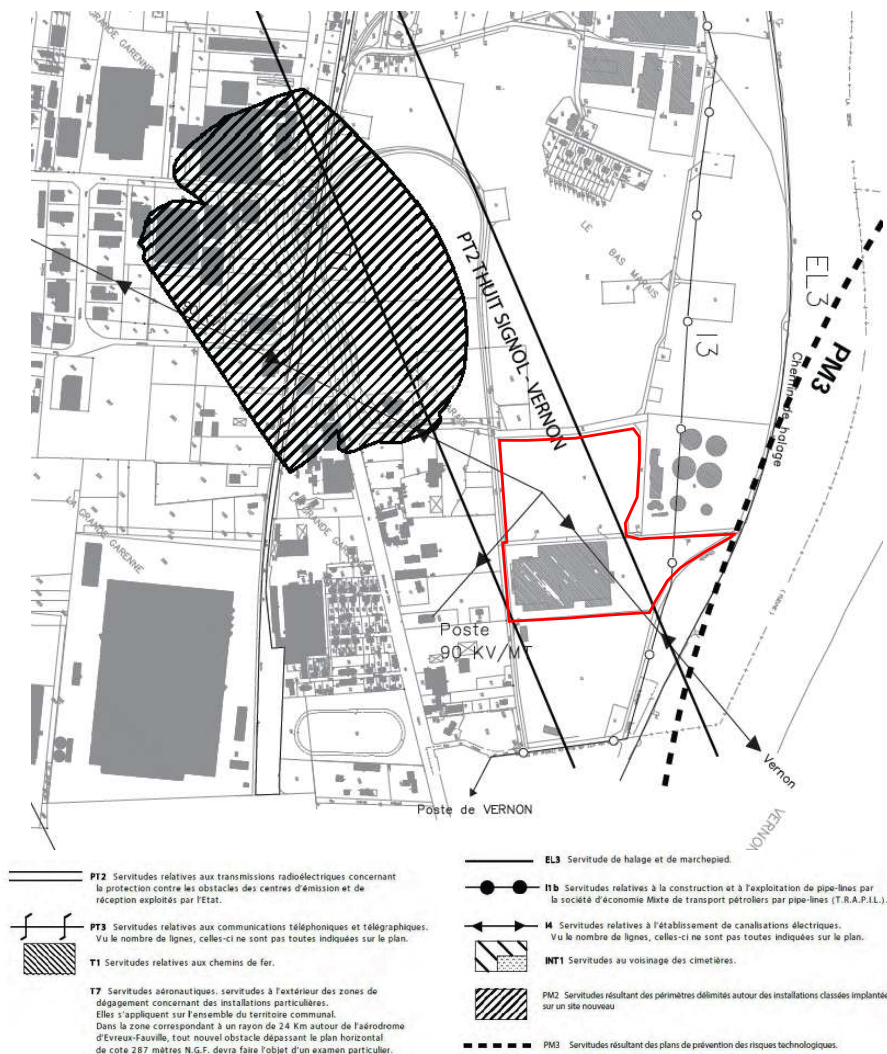 GRANDE GARENNE
LE
BAS MARAIS
PT2 THUIT SIGNOL - VERNON
EL3
I3
PM3
Chemin de halage
LA GRANDE GARENNE
GRANDE GARENNE
Poste
90 KV/MT
Vernon
Poste de VERNON
VERNON
PT2 Servitudes relatives aux transmissions radioélectriques concernant
la protection contre les obstacles des centres d'émission et de
réception exploités par l'Etat.
PT3 Servitudes relatives aux communications téléphoniques et télégraphiques.
Vu le nombre de lignes, celles-ci ne sont pas toutes indiquées sur le plan.
T1 Servitudes relatives aux chemins de fer.
T7 Servitudes aéronautiques. servitudes à l'extérieur des zones de
dégagement concernant des installations particulières.
Elles s'appliquent sur l'ensemble du territoire communal.
Dans la zone correspondant à un rayon de 24 Km autour de l'aérodrome
d'Evreux-Fauville, tout nouvel obstacle dépassant le plan horizontal
de cote 287 mètres N.G.F. devra faire l'objet d'un examen particulier.
EL3 Servitude de halage et de marchepied.
I1b Servitudes relatives à la construction et à l'exploitation de pipe-lines par
la société d'économie Mixte de transport pétroliers par pipe-lines (T.R.A.P.I.L.).
I4 Servitudes relatives à l'établissement de canalisations électriques.
Vu le nombre de lignes, celles-ci ne sont pas toutes indiquées sur le plan.
INT1 Servitudes au voisinage des cimetières.
PM2 Servitudes résultant des périmètres délimités autour des installations classées implantée
sur un site nouveau
PM3 Servitudes résultant des plans de prévention des risques technologiques.